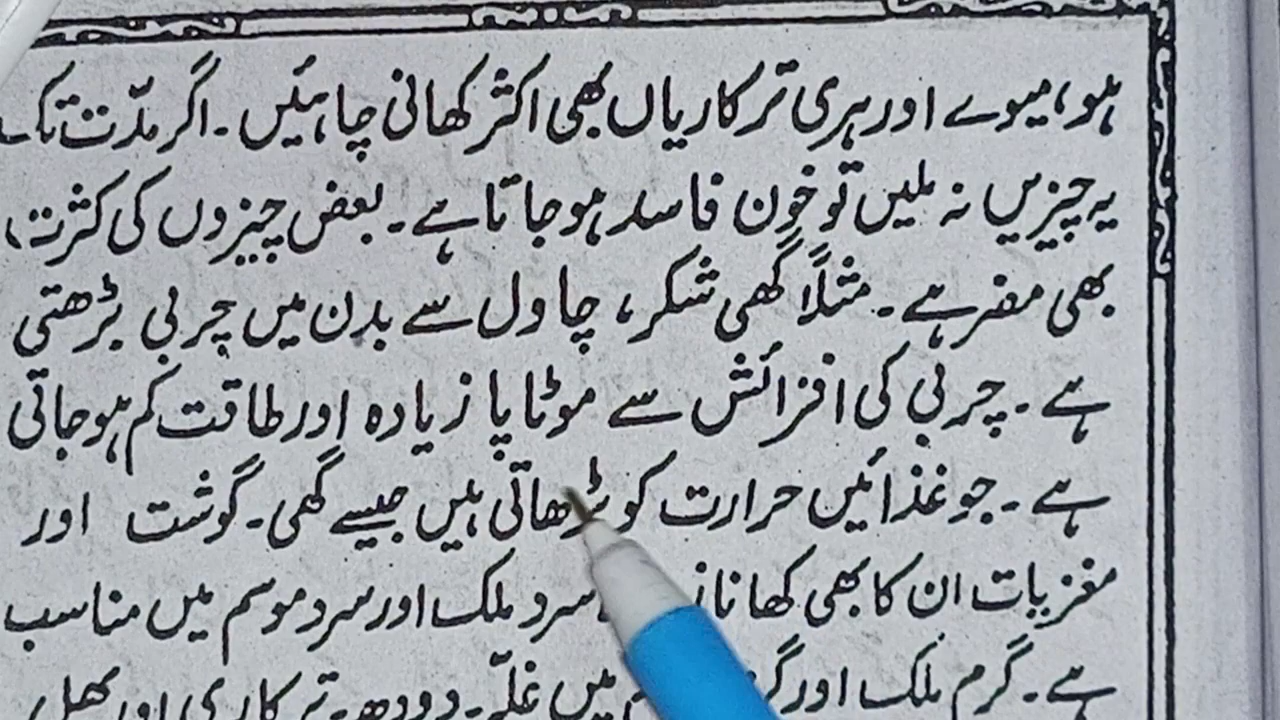 ہو، میوے اور ہری ترکاریاں بھی اکثر کھانی چاہئیں۔ اگر مدّت تک
یہ چیزیں نہ ملیں تو خون فاسد ہو جاتا ہے۔ بعض چیزوں کی کثرت،
بھی مضر ہے۔ مثلاً گھی شکر، چاول سے بدن میں چربی بڑھتی
ہے۔ چربی کی افزائش سے موٹاپا زیادہ اور طاقت کم ہو جاتی
ہے۔ جو غذائیں حرارت کو بڑھاتی ہیں جیسے گھی۔ گوشت اور
مغزیات ان کا بھی کھانا سرد ملک اور سرد موسم میں مناسب
ہے۔ گرم ملک اور میں غلّہ۔ دودھ۔ ترکاری اور پھل